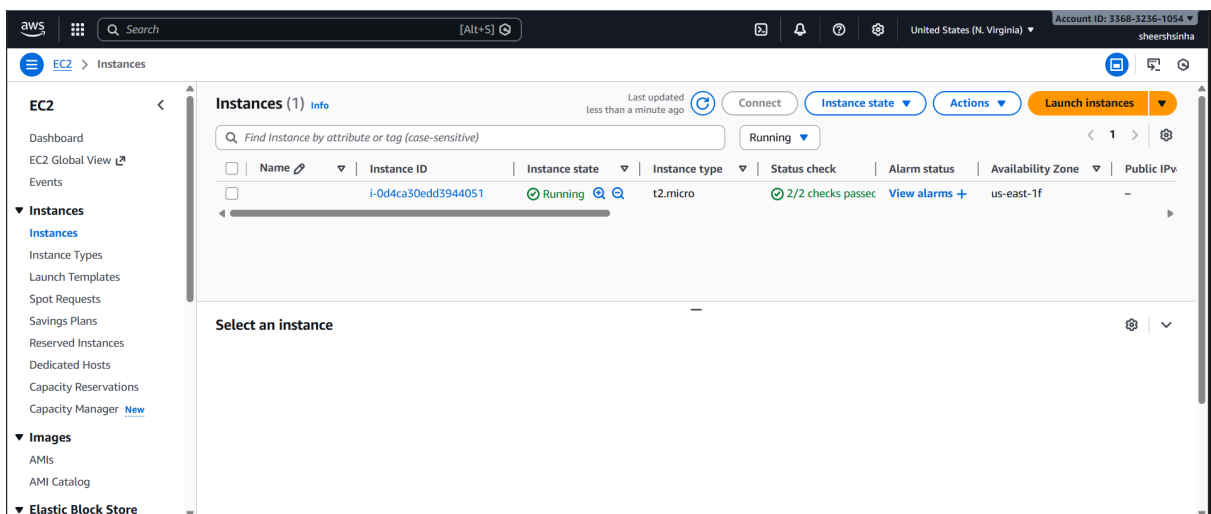 aws
Search [Alt+S]
United States (N. Virginia)
Account ID: 3368-3236-1054
sheershsinha
EC2 > Instances
EC2
Dashboard
EC2 Global View
Events
Instances
Instances
Instance Types
Launch Templates
Spot Requests
Savings Plans
Reserved Instances
Dedicated Hosts
Capacity Reservations
Capacity Manager New
Images
AMIs
AMI Catalog
Elastic Block Store
Instances (1) Info
Last updated
less than a minute ago
Connect
Instance state
Actions
Launch instances
Find Instance by attribute or tag (case-sensitive)
Running
1
Name Instance ID Instance state Instance type Status check Alarm status Availability Zone Public IPv
i-0d4ca30edd3944051 Running t2.micro 2/2 checks passec View alarms + us-east-1f –
Select an instance